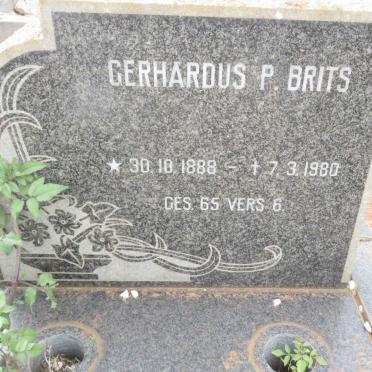 GERHARDUS P. BRITS
★ 30.10.1888 – † 7.3.1980
GES. 65 VERS 6.